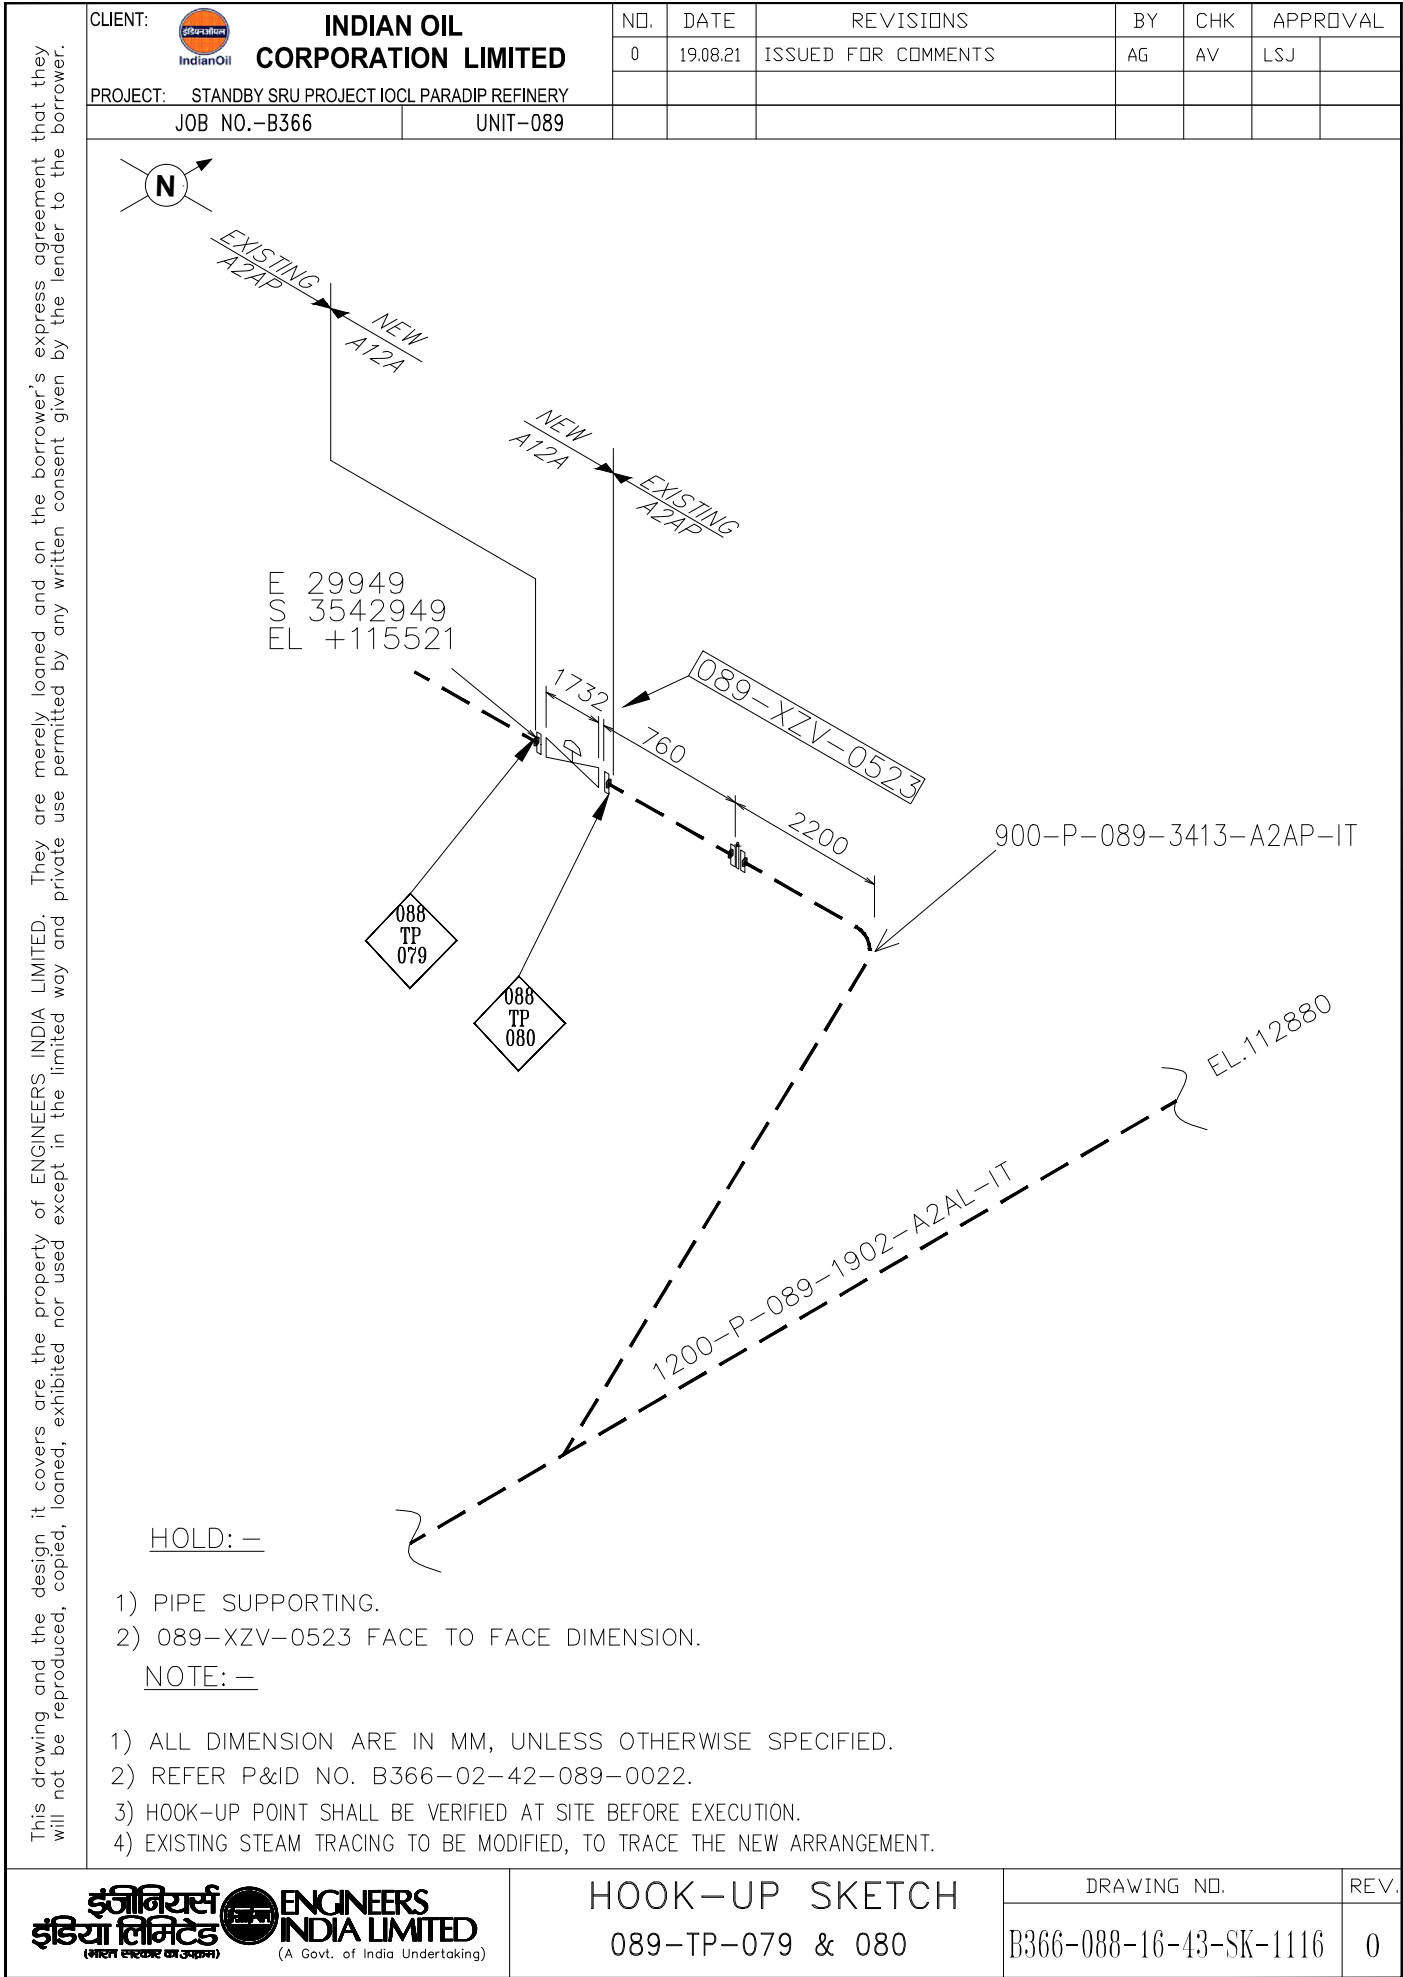 This drawing and the design it covers are the property of ENGINEERS INDIA LIMITED. They are merely loaned and on the borrower's express agreement that they
will not be reproduced, copied, loaned, exhibited nor used except in the limited way and private use permitted by any written consent given by the lender to the borrower.
CLIENT:
इंडियनऑयल
IndianOil
INDIAN OIL
CORPORATION LIMITED
PROJECT: STANDBY SRU PROJECT IOCL PARADIP REFINERY
JOB NO.-B366 UNIT-089
NO. DATE REVISIONS BY CHK APPROVAL
0 19.08.21 ISSUED FOR COMMENTS AG AV LSJ
N
EXISTING
A2AP
NEW
A12A
NEW
A12A
EXISTING
A2AP
E 29949
S 3542949
EL +115521
1732
089-XZV-0523
760
2200
900-P-089-3413-A2AP-IT
088
TP
079
088
TP
080
EL.112880
1200-P-089-1902-A2AL-IT
HOLD:-
1) PIPE SUPPORTING.
2) 089-XZV-0523 FACE TO FACE DIMENSION.
NOTE:-
1) ALL DIMENSION ARE IN MM, UNLESS OTHERWISE SPECIFIED.
2) REFER P&ID NO. B366-02-42-089-0022.
3) HOOK-UP POINT SHALL BE VERIFIED AT SITE BEFORE EXECUTION.
4) EXISTING STEAM TRACING TO BE MODIFIED, TO TRACE THE NEW ARRANGEMENT.
इंजीनियर्स
इंडिया लिमिटेड
(भारत सरकार का उपक्रम)
ENGINEERS
INDIA LIMITED
(A Govt. of India Undertaking)
HOOK-UP SKETCH
089-TP-079 & 080
DRAWING NO. REV.
B366-088-16-43-SK-1116 0